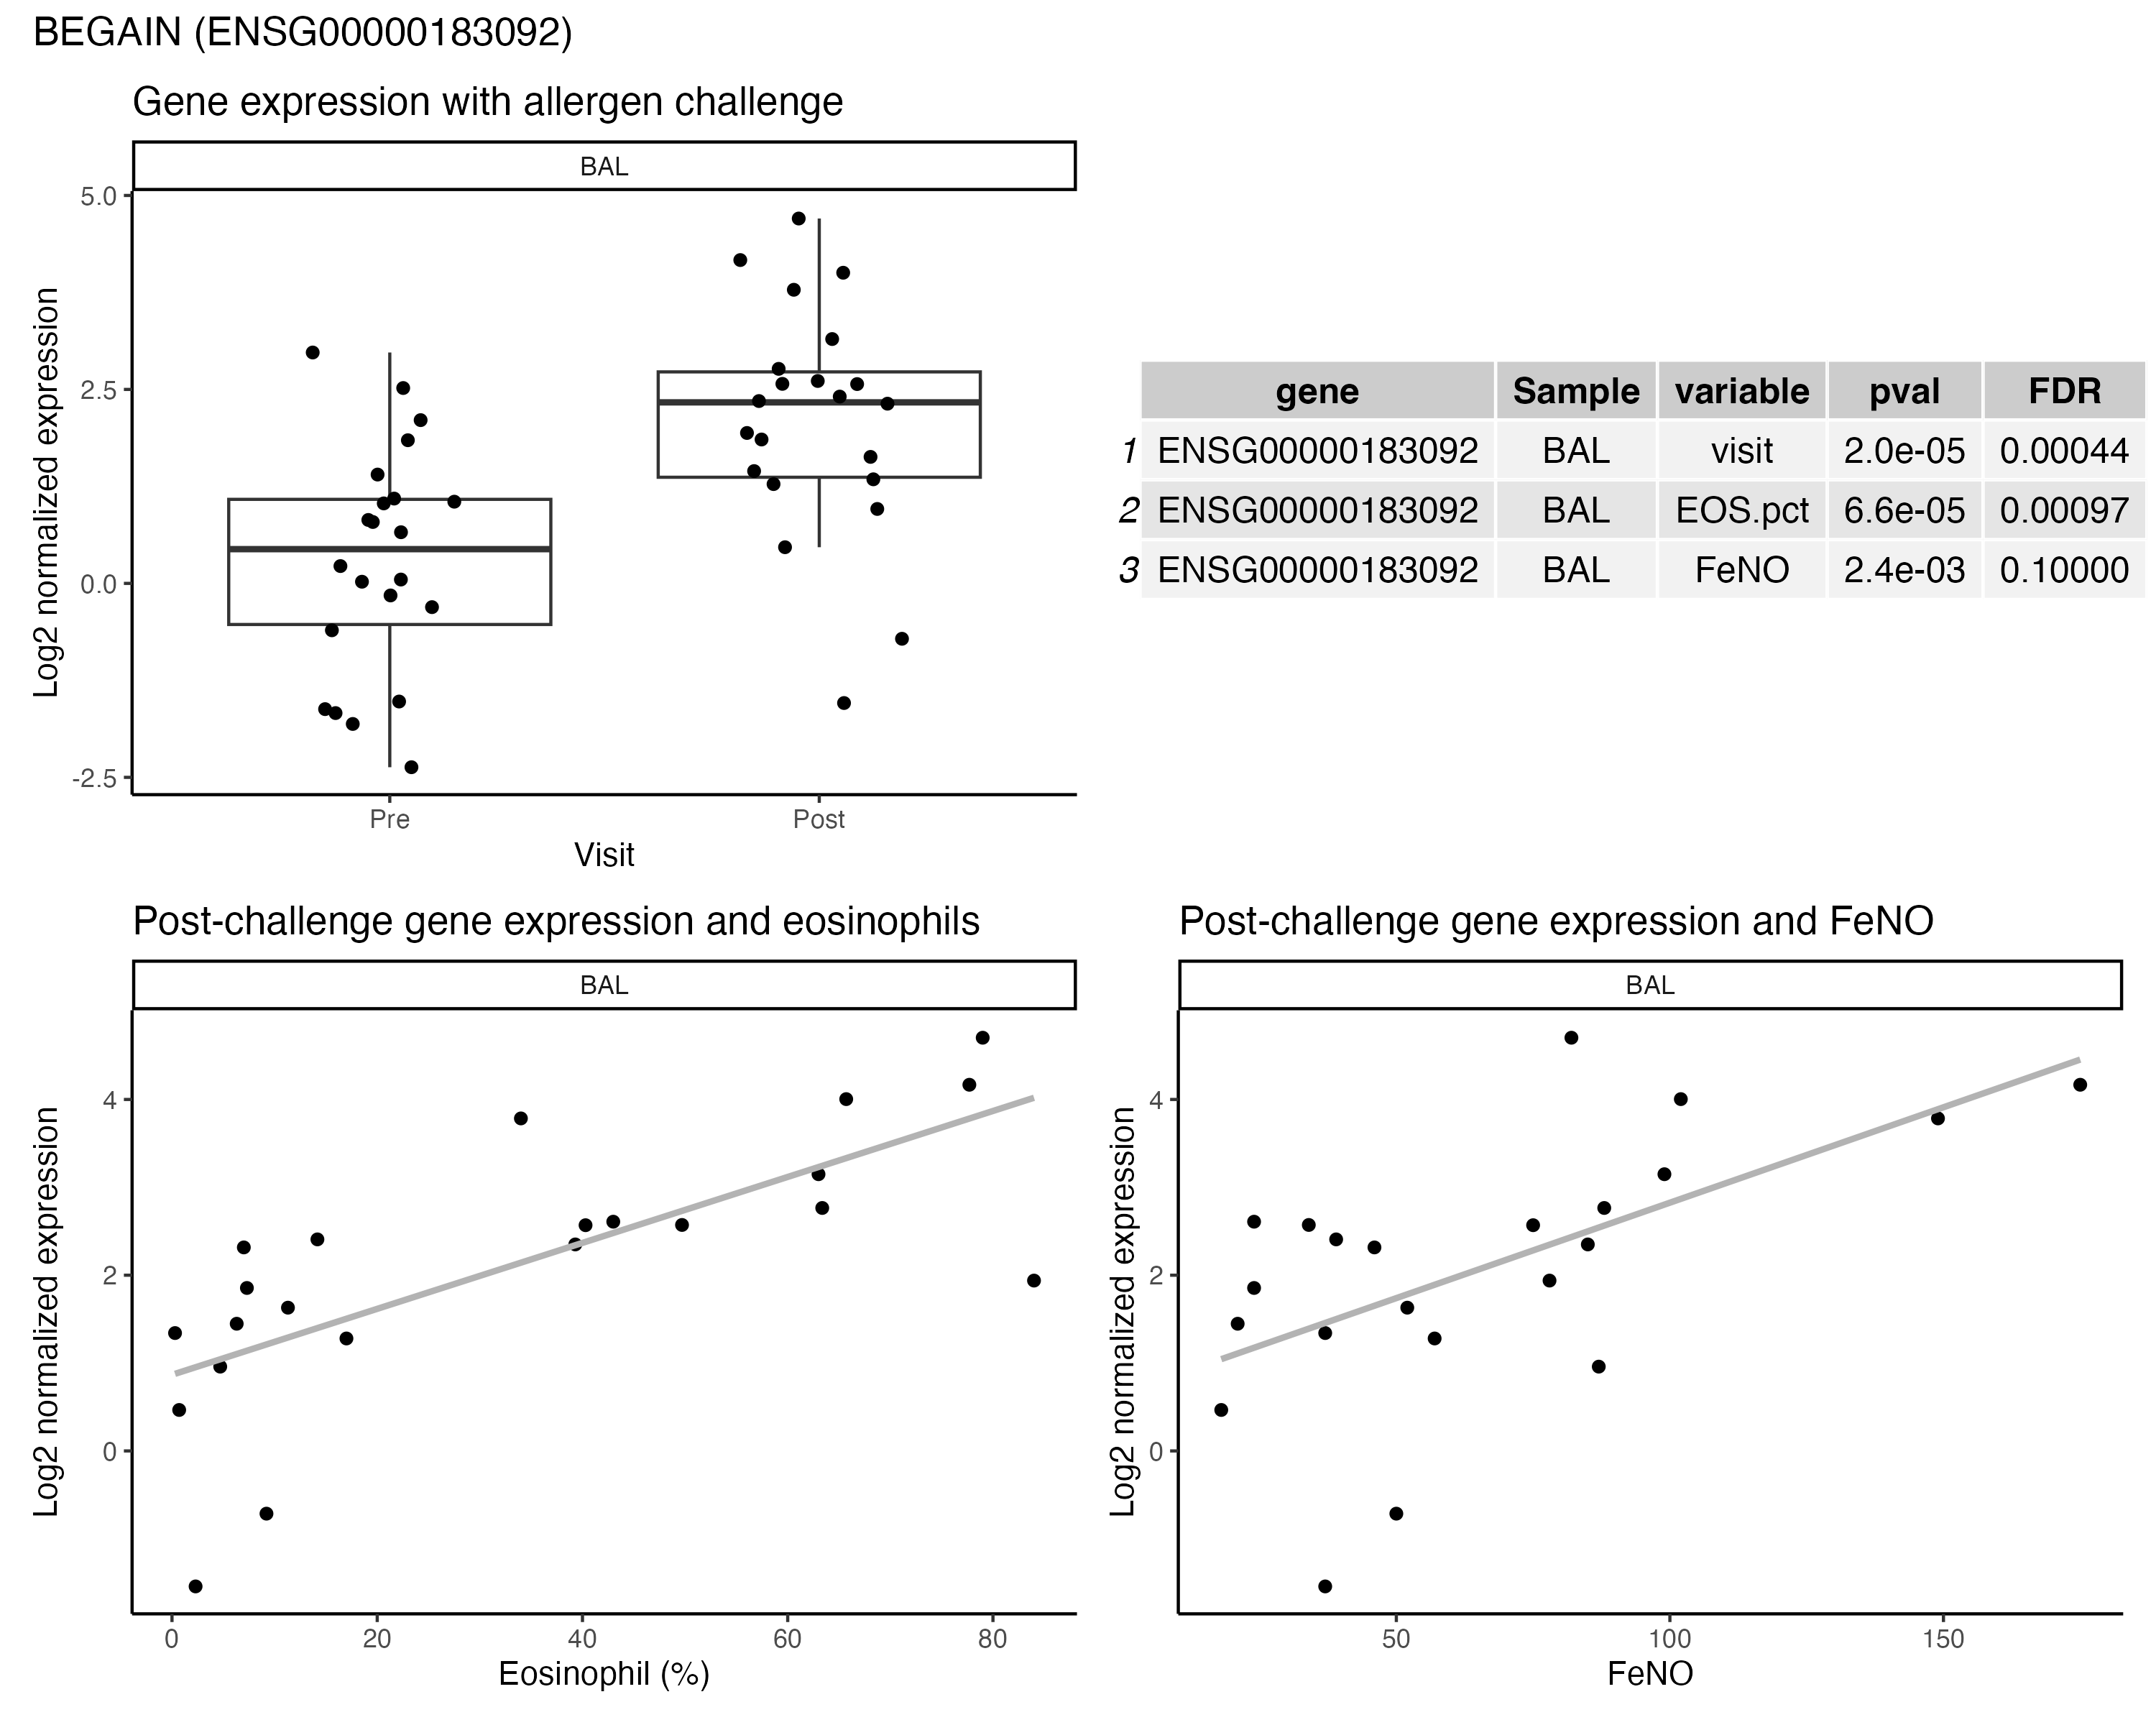 BEGAIN (ENSG00000183092)
Gene expression with allergen challenge
BAL
Log2 normalized expression
5.0
2.5
0.0
-2.5
Pre Post
Visit
gene Sample variable pval FDR
1 ENSG00000183092 BAL visit 2.0e-05 0.00044
2 ENSG00000183092 BAL EOS.pct 6.6e-05 0.00097
3 ENSG00000183092 BAL FeNO 2.4e-03 0.10000
Post-challenge gene expression and eosinophils
BAL
Log2 normalized expression
4
2
0
0 20 40 60 80
Eosinophil (%)
Post-challenge gene expression and FeNO
BAL
Log2 normalized expression
4
2
0
50 100 150
FeNO